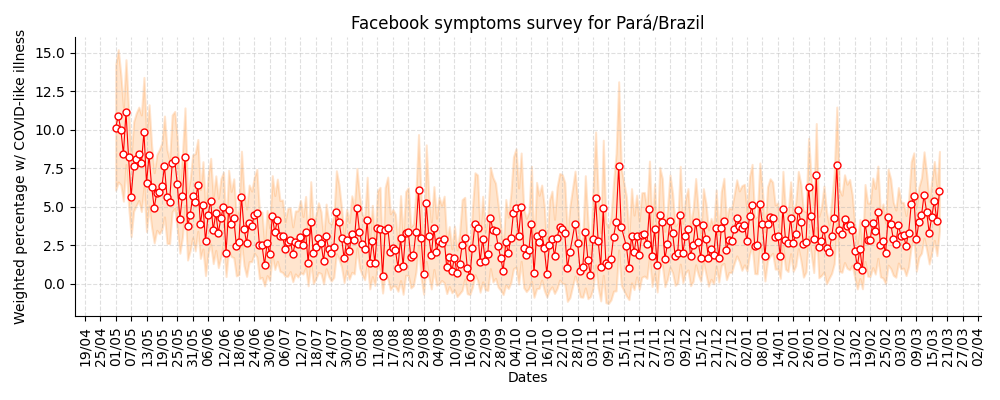 Facebook symptoms survey for Pará/Brazil
Weighted percentage w/ COVID-like illness
15.0
12.5
10.0
7.5
5.0
2.5
0.0
19/04 25/04 01/05 07/05 13/05 19/05 25/05 31/05 06/06 12/06 18/06 24/06 30/06 06/07 12/07 18/07 24/07 30/07 05/08 11/08 17/08 23/08 29/08 04/09 10/09 16/09 22/09 28/09 04/10 10/10 16/10 22/10 28/10 03/11 09/11 15/11 21/11 27/11 03/12 09/12 15/12 21/12 27/12 02/01 08/01 14/01 20/01 26/01 01/02 07/02 13/02 19/02 25/02 03/03 09/03 15/03 21/03 27/03 02/04
Dates